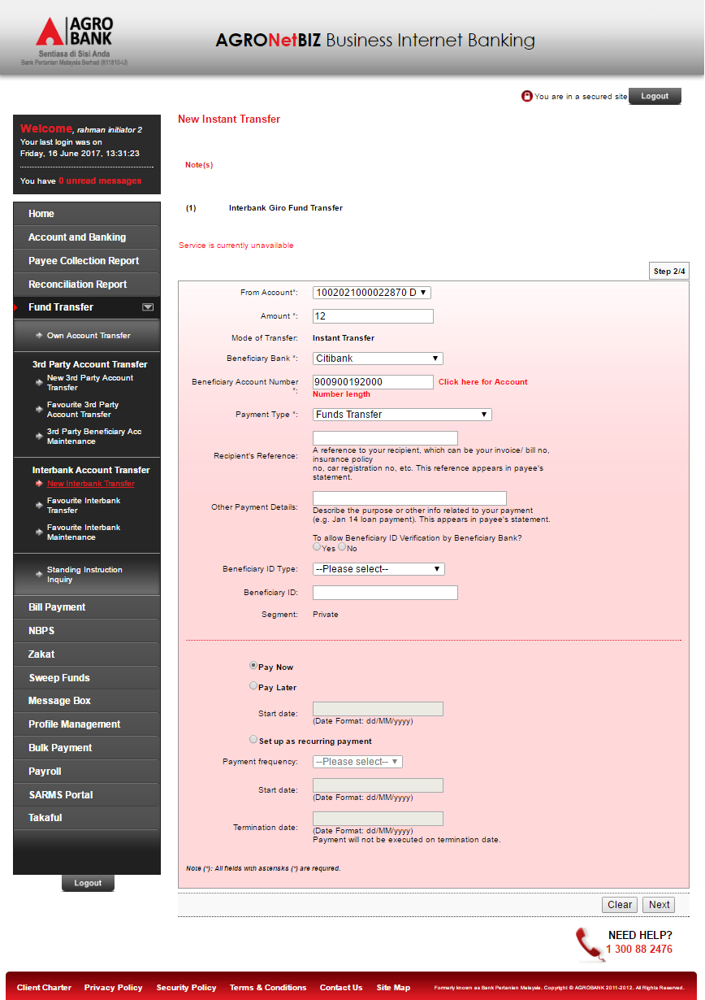 AGRO
BANK
Sentiasa di Sisi Anda
Bank Pertanian Malaysia Berhad (811810-U)
AGRONetBIZ Business Internet Banking
You are in a secured site
Logout
Welcome, rahman initiator 2
Your last login was on
Friday, 16 June 2017, 13:31:23
You have 0 unread messages
Home
Account and Banking
Payee Collection Report
Reconciliation Report
Fund Transfer
Own Account Transfer
3rd Party Account Transfer
New 3rd Party Account
Transfer
Favourite 3rd Party
Account Transfer
3rd Party Beneficiary Acc
Maintenance
Interbank Account Transfer
New Interbank Transfer
Favourite Interbank
Transfer
Favourite Interbank
Maintenance
Standing Instruction
Inquiry
Bill Payment
NBPS
Zakat
Sweep Funds
Message Box
Profile Management
Bulk Payment
Payroll
SARMS Portal
Takaful
Logout
New Instant Transfer
Note(s)
(1) Interbank Giro Fund Transfer
Service is currently unavailable
Step 2/4
From Account*: 1002021000022870 D
Amount *: 12
Mode of Transfer: Instant Transfer
Beneficiary Bank *: Citibank
Beneficiary Account Number *: 900900192000 Click here for Account
Number length
Payment Type *: Funds Transfer
Recipient's Reference:
A reference to your recipient, which can be your invoice/ bill no,
insurance policy
no, car registration no, etc. This reference appears in payee's
statement.
Other Payment Details:
Describe the purpose or other info related to your payment
(e.g. Jan 14 loan payment). This appears in payee's statement.
To allow Beneficiary ID Verification by Beneficiary Bank?
Yes No
Beneficiary ID Type: --Please select--
Beneficiary ID:
Segment: Private
Pay Now
Pay Later
Start date:
(Date Format: dd/MM/yyyy)
Set up as recurring payment
Payment frequency: --Please select--
Start date:
(Date Format: dd/MM/yyyy)
Termination date:
(Date Format: dd/MM/yyyy)
Payment will not be executed on termination date.
Note (*): All fields with asterisks (*) are required.
Clear Next
NEED HELP?
1 300 88 2476
Client Charter Privacy Policy Security Policy Terms & Conditions Contact Us Site Map Formerly known as Bank Pertanian Malaysia. Copyright © AGROBANK 2011-2012. All Rights Reserved.